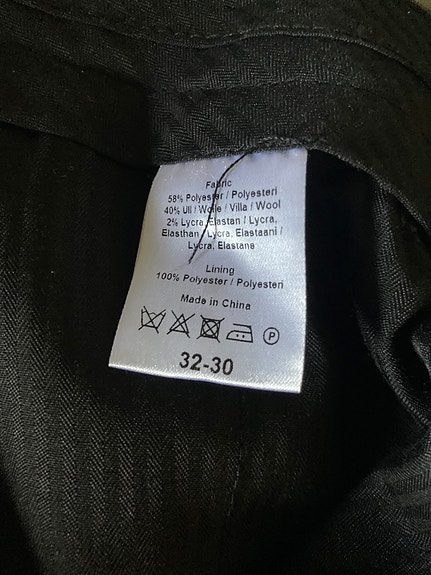 Fabric
58% Polyester / Polyesteri
40% Ull / Wolle / Villa / Wool
2% Lycra, Elastan / Lycra,
Elasthan / Lycra, Elastaani /
Lycra, Elastane
Lining
100% Polyester / Polyesteri
Made in China
P
32-30